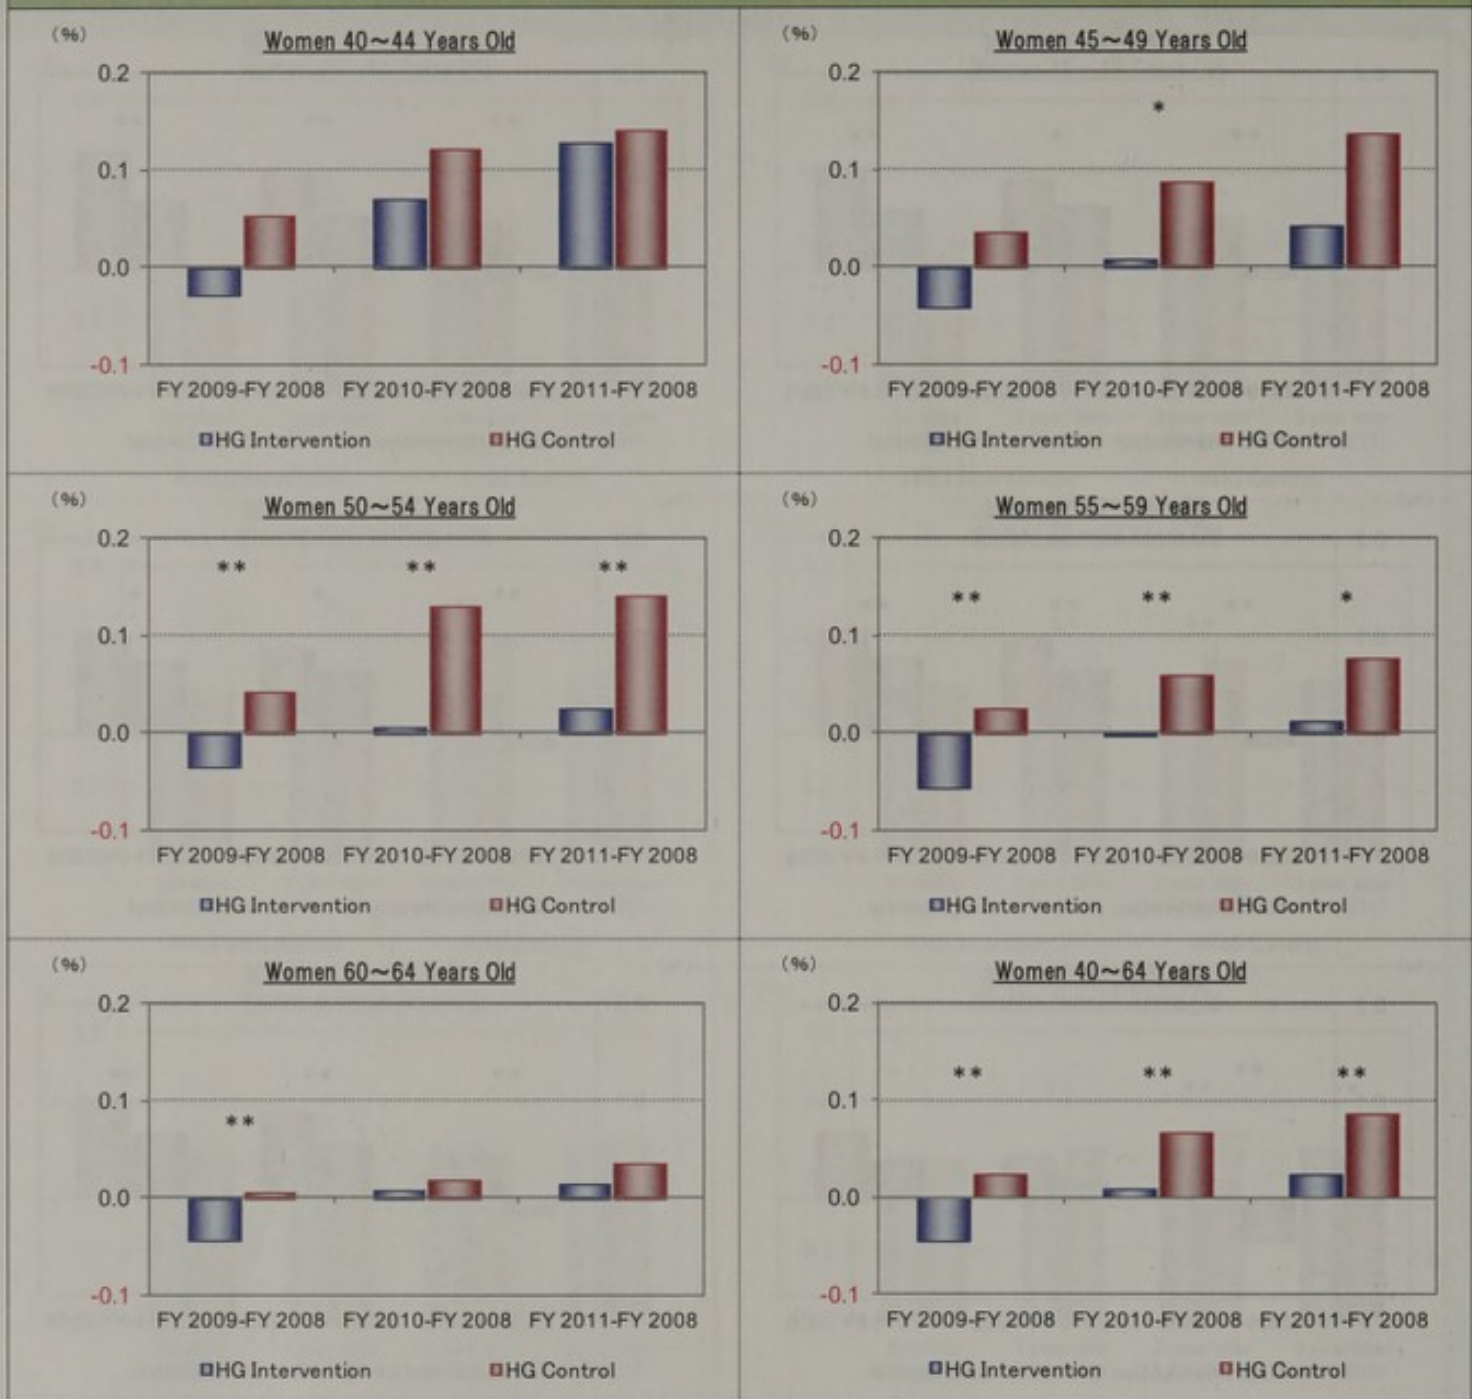 (%)
Women 40～44 Years Old
0.2
0.1
0.0
-0.1
FY 2009-FY 2008 FY 2010-FY 2008 FY 2011-FY 2008
HG Intervention HG Control
(%)
Women 45～49 Years Old
0.2
*
0.1
0.0
-0.1
FY 2009-FY 2008 FY 2010-FY 2008 FY 2011-FY 2008
HG Intervention HG Control
(%)
Women 50～54 Years Old
0.2
** ** **
0.1
0.0
-0.1
FY 2009-FY 2008 FY 2010-FY 2008 FY 2011-FY 2008
HG Intervention HG Control
(%)
Women 55～59 Years Old
0.2
** ** *
0.1
0.0
-0.1
FY 2009-FY 2008 FY 2010-FY 2008 FY 2011-FY 2008
HG Intervention HG Control
(%)
Women 60～64 Years Old
0.2
0.1
**
0.0
-0.1
FY 2009-FY 2008 FY 2010-FY 2008 FY 2011-FY 2008
HG Intervention HG Control
(%)
Women 40～64 Years Old
0.2
** ** **
0.1
0.0
-0.1
FY 2009-FY 2008 FY 2010-FY 2008 FY 2011-FY 2008
HG Intervention HG Control